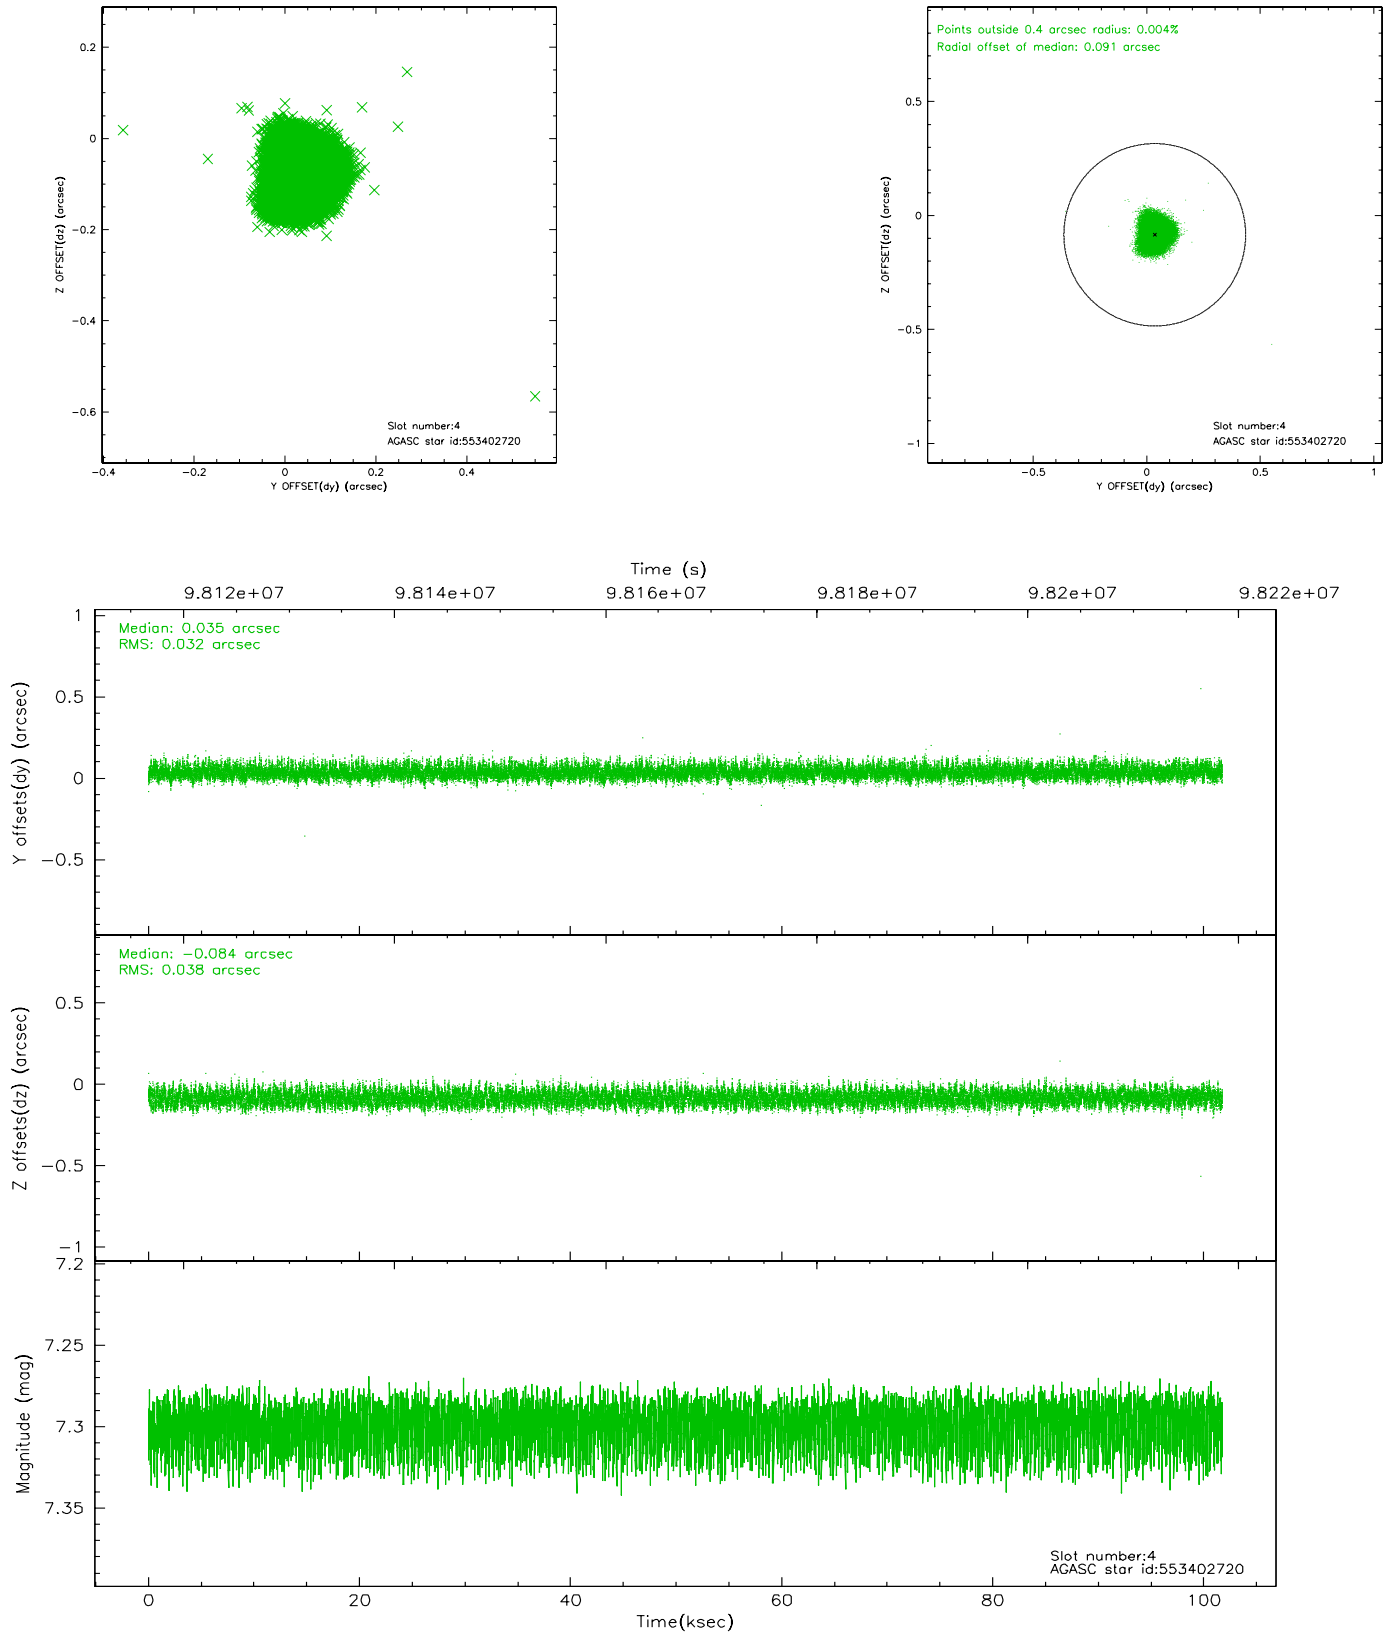 0.2
0
-0.2
-0.4
-0.6
Z OFFSET(dz) (arcsec)
Slot number:4
AGASC star id:553402720
-0.4 -0.2 0 0.2 0.4
Y OFFSET(dy) (arcsec)
Points outside 0.4 arcsec radius: 0.004%
Radial offset of median: 0.091 arcsec
0.5
0
-0.5
-1
Z OFFSET(dz) (arcsec)
Slot number:4
AGASC star id:553402720
-0.5 0 0.5 1
Y OFFSET(dy) (arcsec)
Time (s)
9.812e+07 9.814e+07 9.816e+07 9.818e+07 9.82e+07 9.822e+07
Median: 0.035 arcsec
RMS: 0.032 arcsec
1
0.5
0
-0.5
Y offsets(dy) (arcsec)
Median: -0.084 arcsec
RMS: 0.038 arcsec
0.5
0
-0.5
-1
Z offsets(dz) (arcsec)
7.2
7.25
7.3
7.35
Magnitude (mag)
Slot number:4
AGASC star id:553402720
0 20 40 60 80 100
Time(ksec)